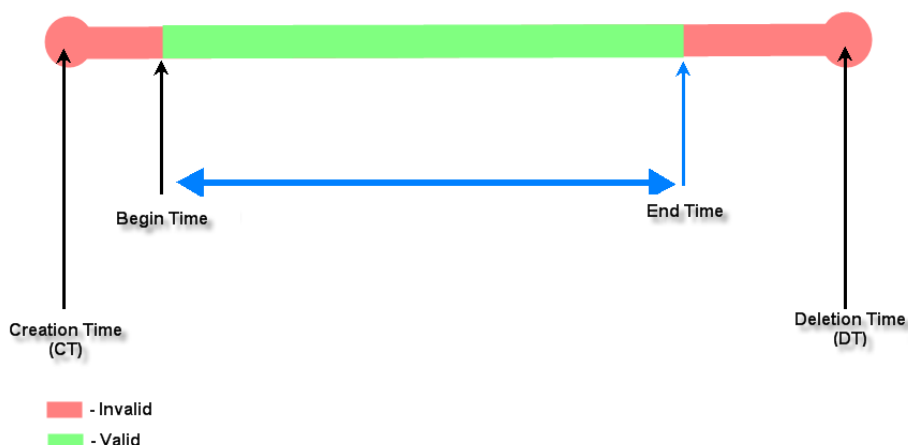 Begin Time
End Time
Creation Time
(CT)
Deletion Time
(DT)
- Invalid
- Valid